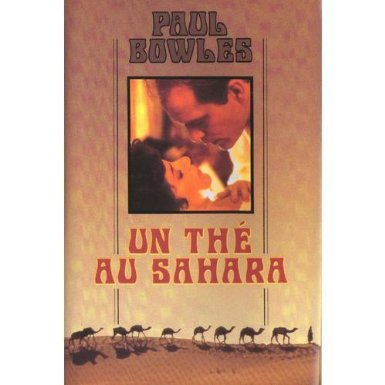 PAUL
BOWLES
UN THÉ
AU SAHARA